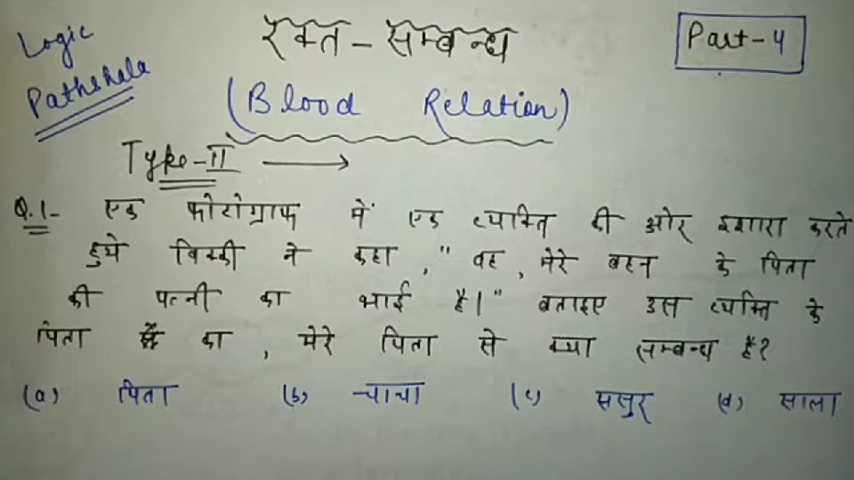 Logic
Pathshala
रक्त - सम्बन्ध
Part-4
(Blood Relation)
Type-II
Q.1- एक फोटोग्राफ में एक व्यक्ति की ओर इशारा करते
हुये विक्की ने कहा, "वह, मेरे बहन के पिता
की पत्नी का भाई है।" बताइए उस व्यक्ति के
पिता का, मेरे पिता से क्या सम्बन्ध है?
(a) पिता (b) चाचा (c) ससुर (d) साला